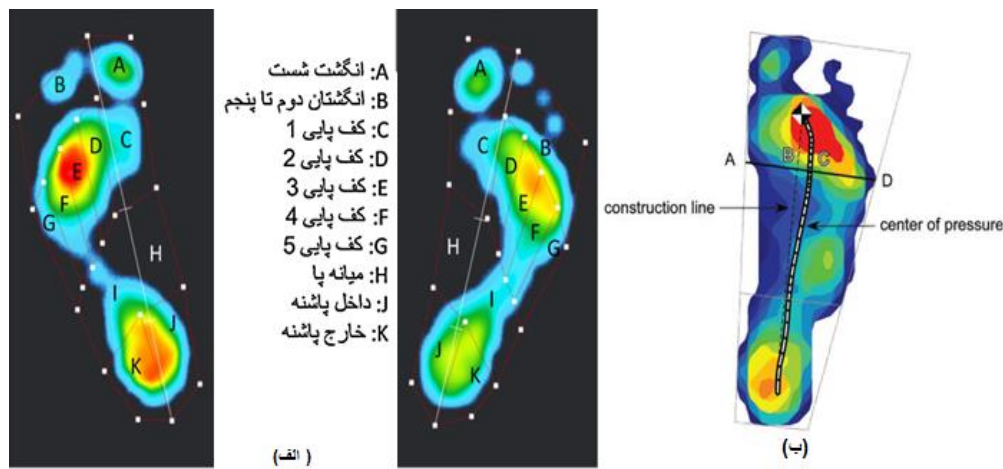 A
B
C
D
E
F
G
H
I
J
K
A: انگشت شست
B: انگشتان دوم تا پنجم
C: کف پایی 1
D: کف پایی 2
E: کف پایی 3
F: کف پایی 4
G: کف پایی 5
H: میانه پا
J: داخل پاشنه
K: خارج پاشنه
A
B
C
D
E
F
G
H
I
J
K
( الف)
A
B
C
D
construction line
center of pressure
(ب)